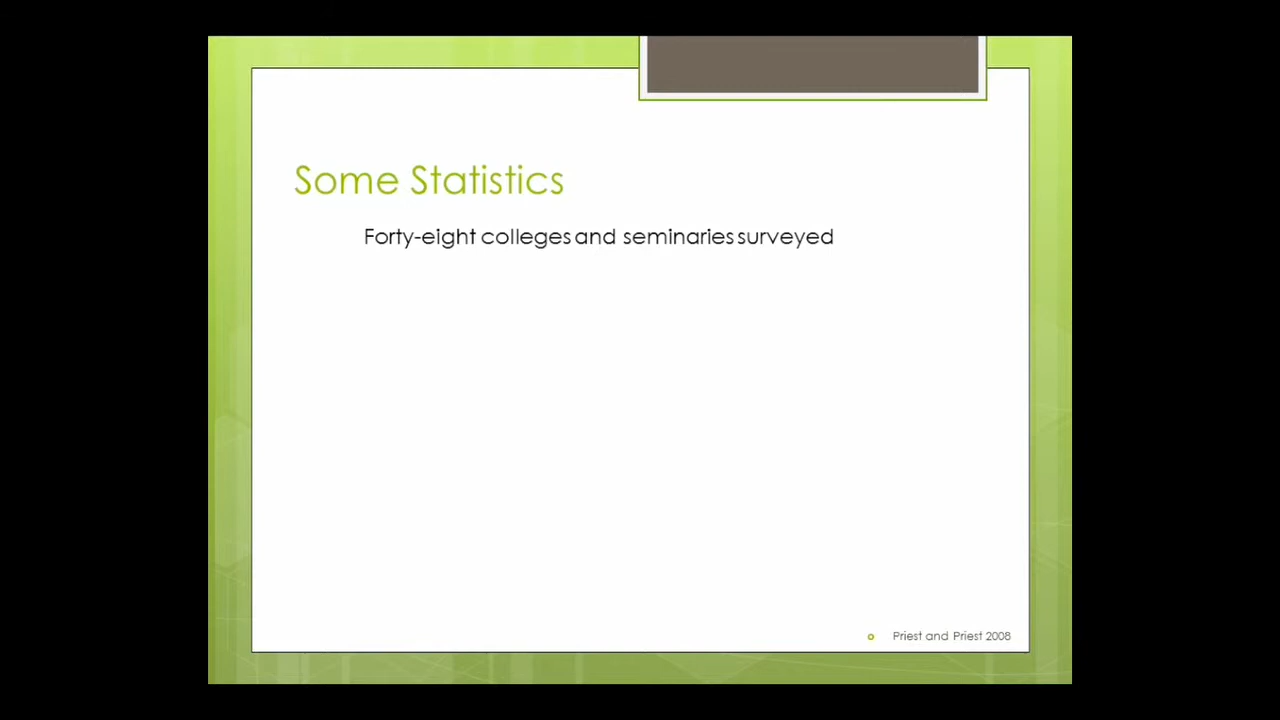 Some Statistics
Forty-eight colleges and seminaries surveyed
Priest and Priest 2008